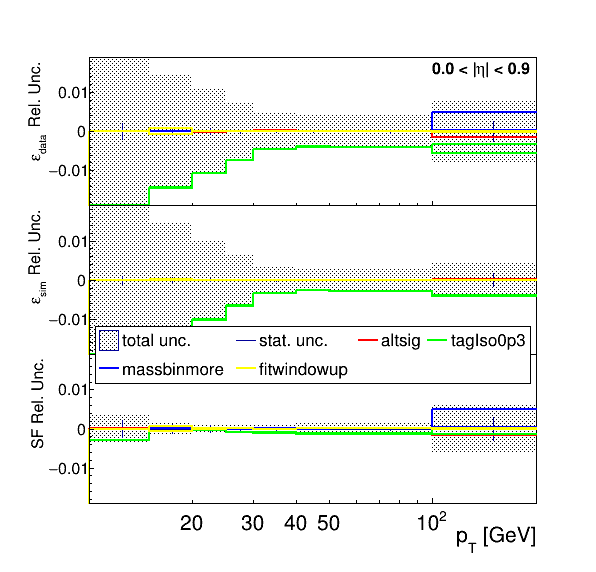 0.0 < |η| < 0.9
ε_data Rel. Unc.
0.01
0
−0.01
ε_sim Rel. Unc.
0.01
0
−0.01
total unc. stat. unc. altsig tagIso0p3
massbinmore fitwindowup
SF Rel. Unc.
0.01
0
−0.01
20 30 40 50 10²
p_T [GeV]